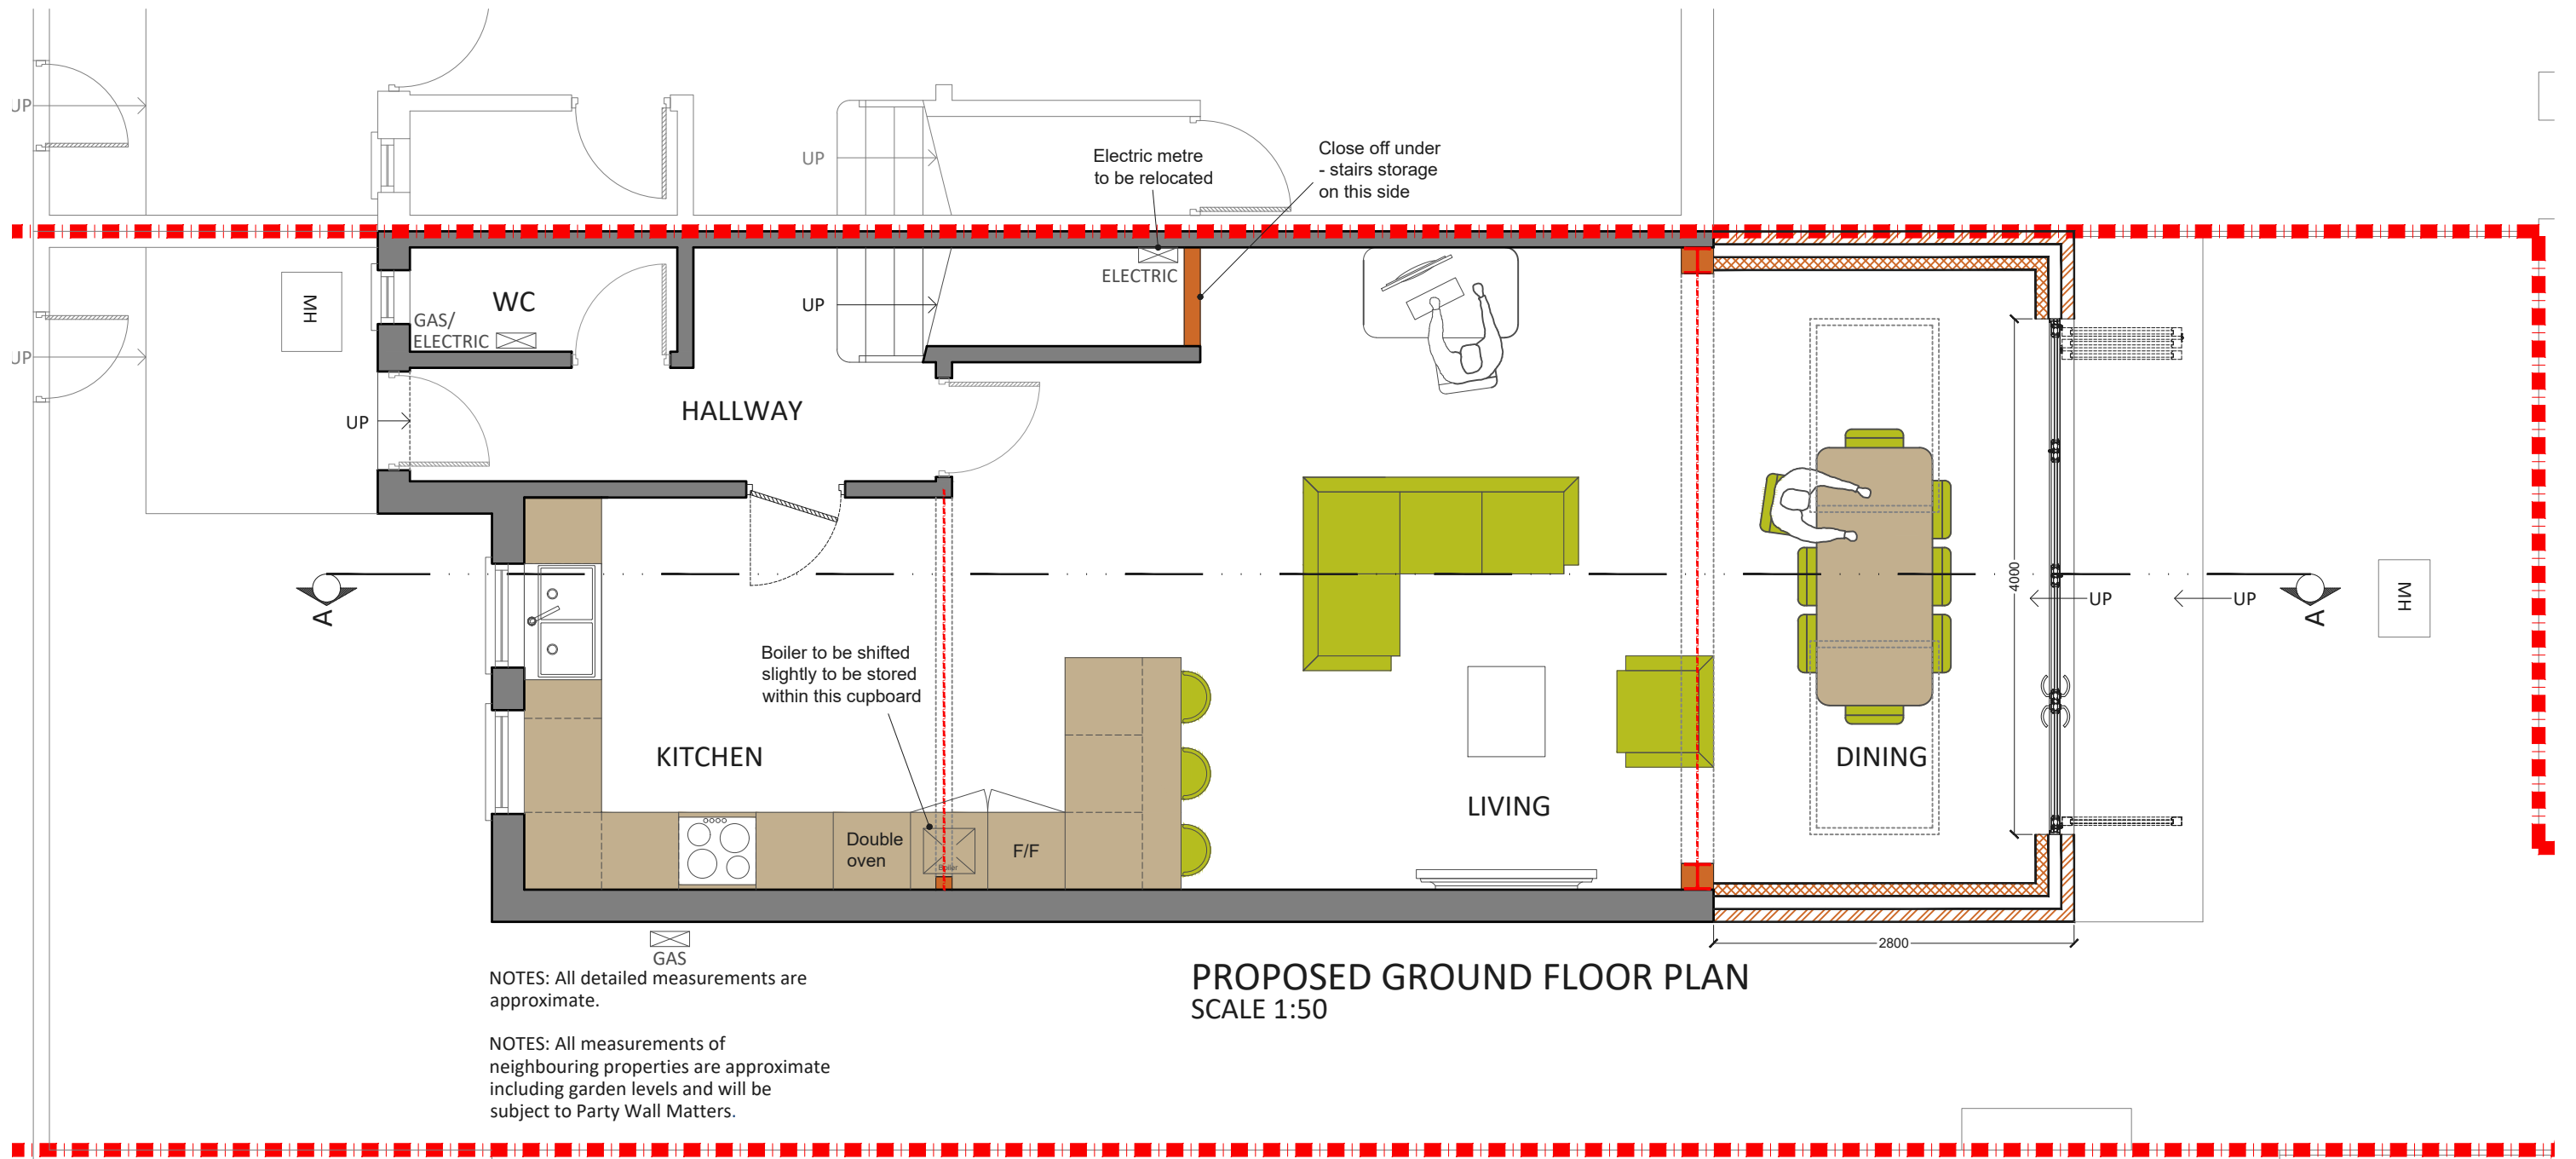 UP
UP
Electric metre
to be relocated
Close off under
- stairs storage
on this side
MH
WC
GAS/
ELECTRIC
UP
ELECTRIC
UP
UP
HALLWAY
A
4000
UP
UP
A
MH
Boiler to be shifted
slightly to be stored
within this cupboard
KITCHEN
DINING
LIVING
Double
oven
Boiler
F/F
2800
GAS
NOTES: All detailed measurements are
approximate.
PROPOSED GROUND FLOOR PLAN
SCALE 1:50
NOTES: All measurements of
neighbouring properties are approximate
including garden levels and will be
subject to Party Wall Matters.